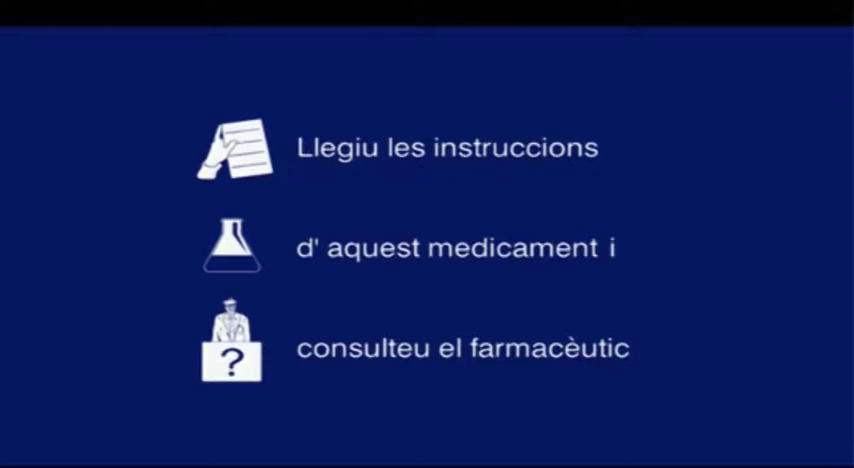 Llegiu les instruccions
d' aquest medicament i
?
consulteu el farmacèutic